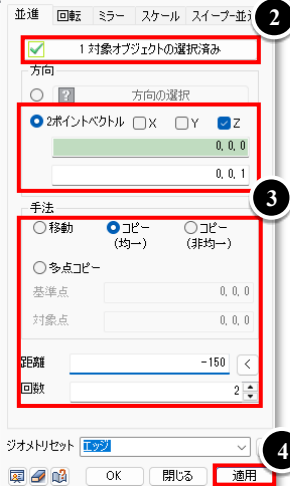 並進 回転 ミラー スケール スイープ-並
2
1 対象オブジェクトの選択済み
方向
? 方向の選択
2ポイントベクトル X Y Z
0, 0, 0
0, 0, 1
3
手法
移動 コピー (均一) コピー (非均一)
多点コピー
基準点 0, 0, 0
対象点 0, 0, 0
距離 -150 <
回数 2
ジオメトリセット エッジ
4
OK 閉じる 適用